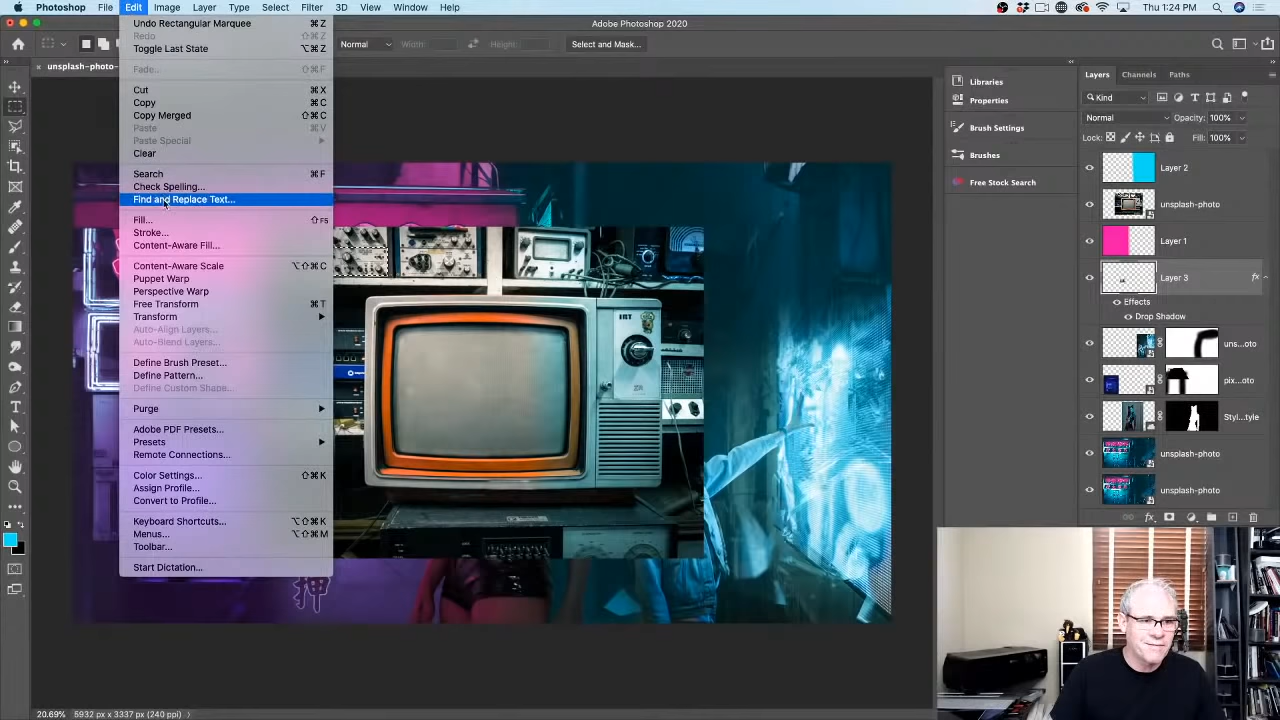 Photoshop File Edit Image Layer Type Select Filter 3D View Window Help Thu 1:24 PM
Adobe Photoshop 2020
Normal Width: Height: Select and Mask...
unsplash-photo-
Undo Rectangular Marquee ⌘Z
Redo ⇧⌘Z
Toggle Last State ⌥⌘Z
Fade... ⇧⌘F
Cut ⌘X
Copy ⌘C
Copy Merged ⇧⌘C
Paste ⌘V
Paste Special
Clear
Search ⌘F
Check Spelling...
Find and Replace Text...
Fill... ⇧F5
Stroke...
Content-Aware Fill...
Content-Aware Scale ⌥⇧⌘C
Puppet Warp
Perspective Warp
Free Transform ⌘T
Transform
Auto-Align Layers...
Auto-Blend Layers...
Define Brush Preset...
Define Pattern...
Define Custom Shape...
Purge
Adobe PDF Presets...
Presets
Remote Connections...
Color Settings... ⇧⌘K
Assign Profile...
Convert to Profile...
Keyboard Shortcuts... ⌥⇧⌘K
Menus... ⌥⇧⌘M
Toolbar...
Start Dictation...
Libraries
Properties
Brush Settings
Brushes
Free Stock Search
Layers Channels Paths
Kind
Normal Opacity: 100%
Lock: Fill: 100%
Layer 2
unsplash-photo
Layer 1
Layer 3 fx
Effects
Drop Shadow
uns...oto
pix...oto
Styl...tyle
unsplash-photo
unsplash-photo
fx
20.69% 5932 px x 3337 px (240 ppi)